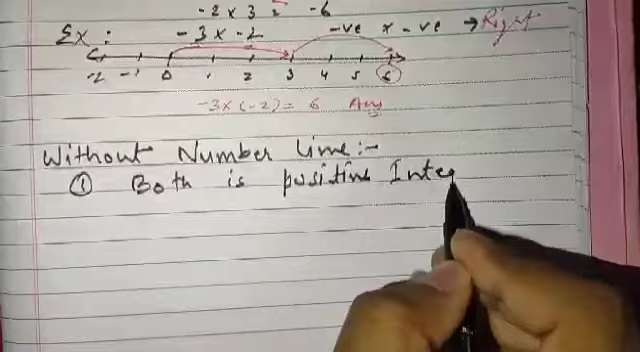 -2 x 3 = -6
Ex : -3 x -2 -ve x -ve → Right
-2 -1 0 1 2 3 4 5 6
-3 x (-2) = 6 Ans
Without Number line :-
① Both is positive Integ